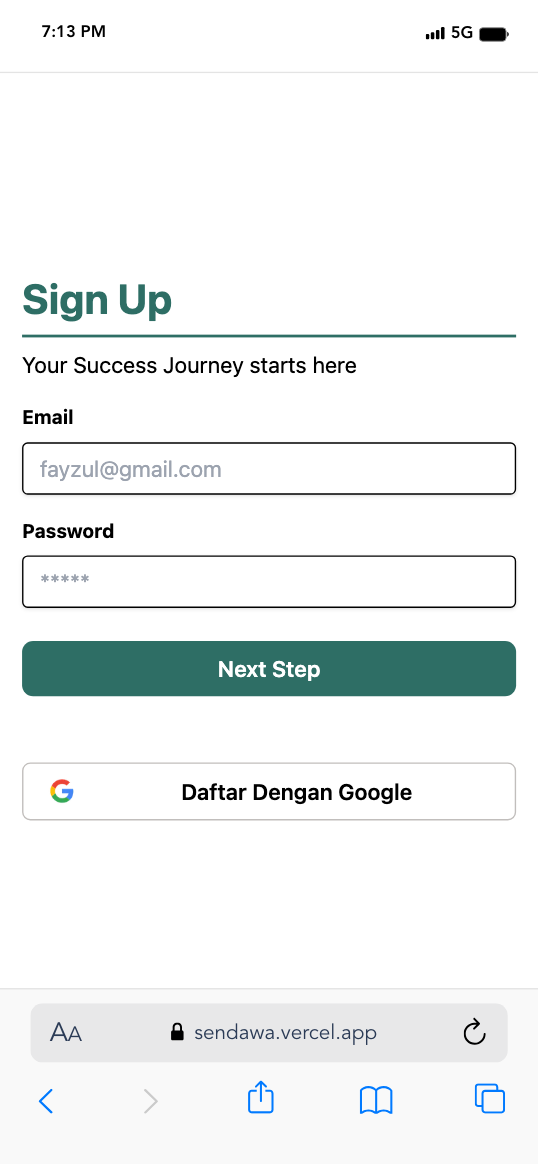 7:13 PM
5G
Sign Up
Your Success Journey starts here
Email
fayzul@gmail.com
Password
*****
Next Step
Daftar Dengan Google
AA
sendawa.vercel.app